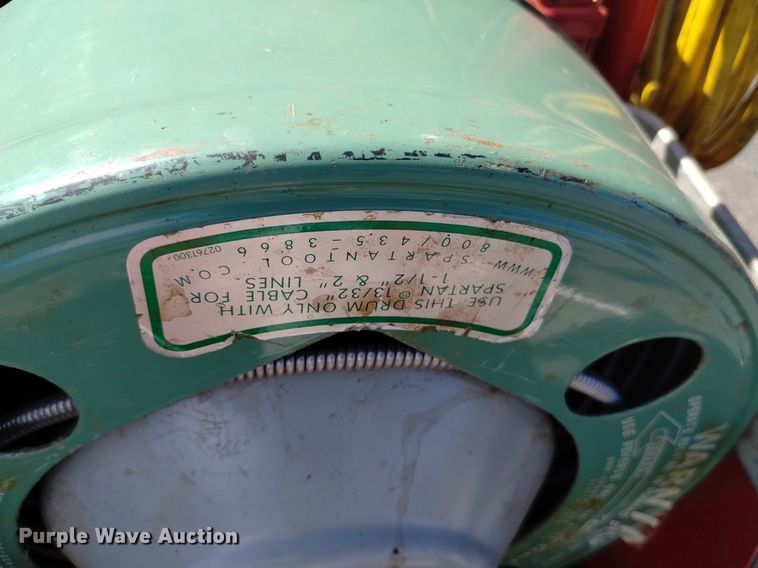 USE THIS DRUM ONLY WITH
SPARTAN © 13/32" CABLE FOR
1-1/2" & 2" LINES
WWW.SPARTANTOOL.COM
800/435-3866
02761300
WARNING
Purple Wave Auction